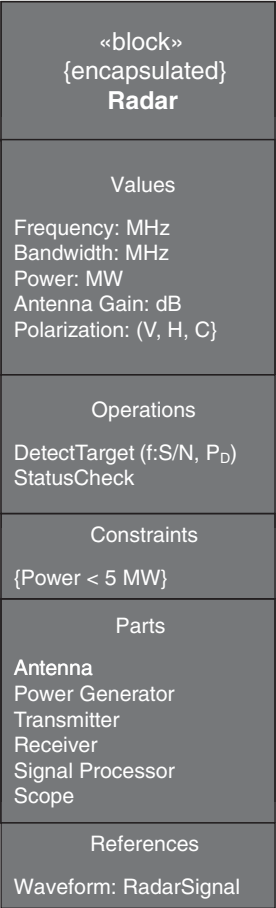 «block»
{encapsulated}
Radar
Values
Frequency: MHz
Bandwidth: MHz
Power: MW
Antenna Gain: dB
Polarization: (V, H, C}
Operations
DetectTarget (f:S/N, P_D)
StatusCheck
Constraints
{Power < 5 MW}
Parts
Antenna
Power Generator
Transmitter
Receiver
Signal Processor
Scope
References
Waveform: RadarSignal